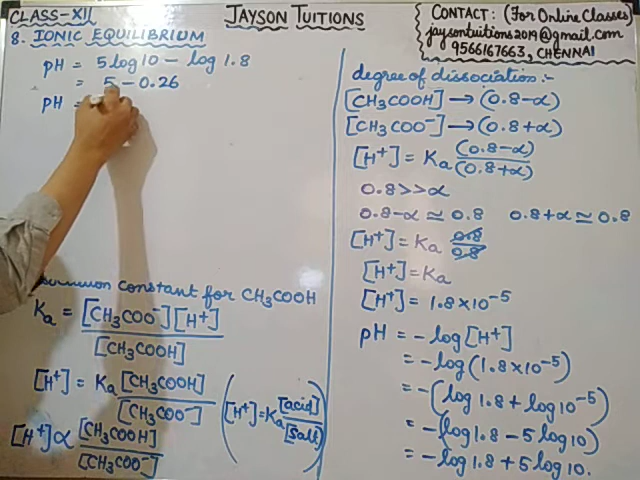 CLASS-XII
JAYSON TUITIONS
CONTACT: (For Online Classes)
jaysontuitions2019@gmail.com
9566167663, CHENNAI
8. IONIC EQUILIBRIUM
pH = 5 log 10 - log 1.8
= 5 - 0.26
pH =
constant for CH3COOH
Ka = [CH3COO⁻][H⁺] / [CH3COOH]
[H⁺] = Ka [CH3COOH] / [CH3COO⁻] ([H⁺] = Ka [acid] / [salt])
[H⁺] ∝ [CH3COOH] / [CH3COO⁻]
degree of dissociation:-
[CH3COOH] → (0.8-α)
[CH3COO⁻] → (0.8+α)
[H⁺] = Ka (0.8-α) / (0.8+α)
0.8 >> α
0.8-α ≃ 0.8 0.8+α ≃ 0.8
[H⁺] = Ka 0.8 / 0.8
[H⁺] = Ka
[H⁺] = 1.8×10⁻⁵
pH = -log [H⁺]
= -log (1.8×10⁻⁵)
= -(log 1.8 + log 10⁻⁵)
= -(log 1.8 - 5 log 10)
= -log 1.8 + 5 log 10.